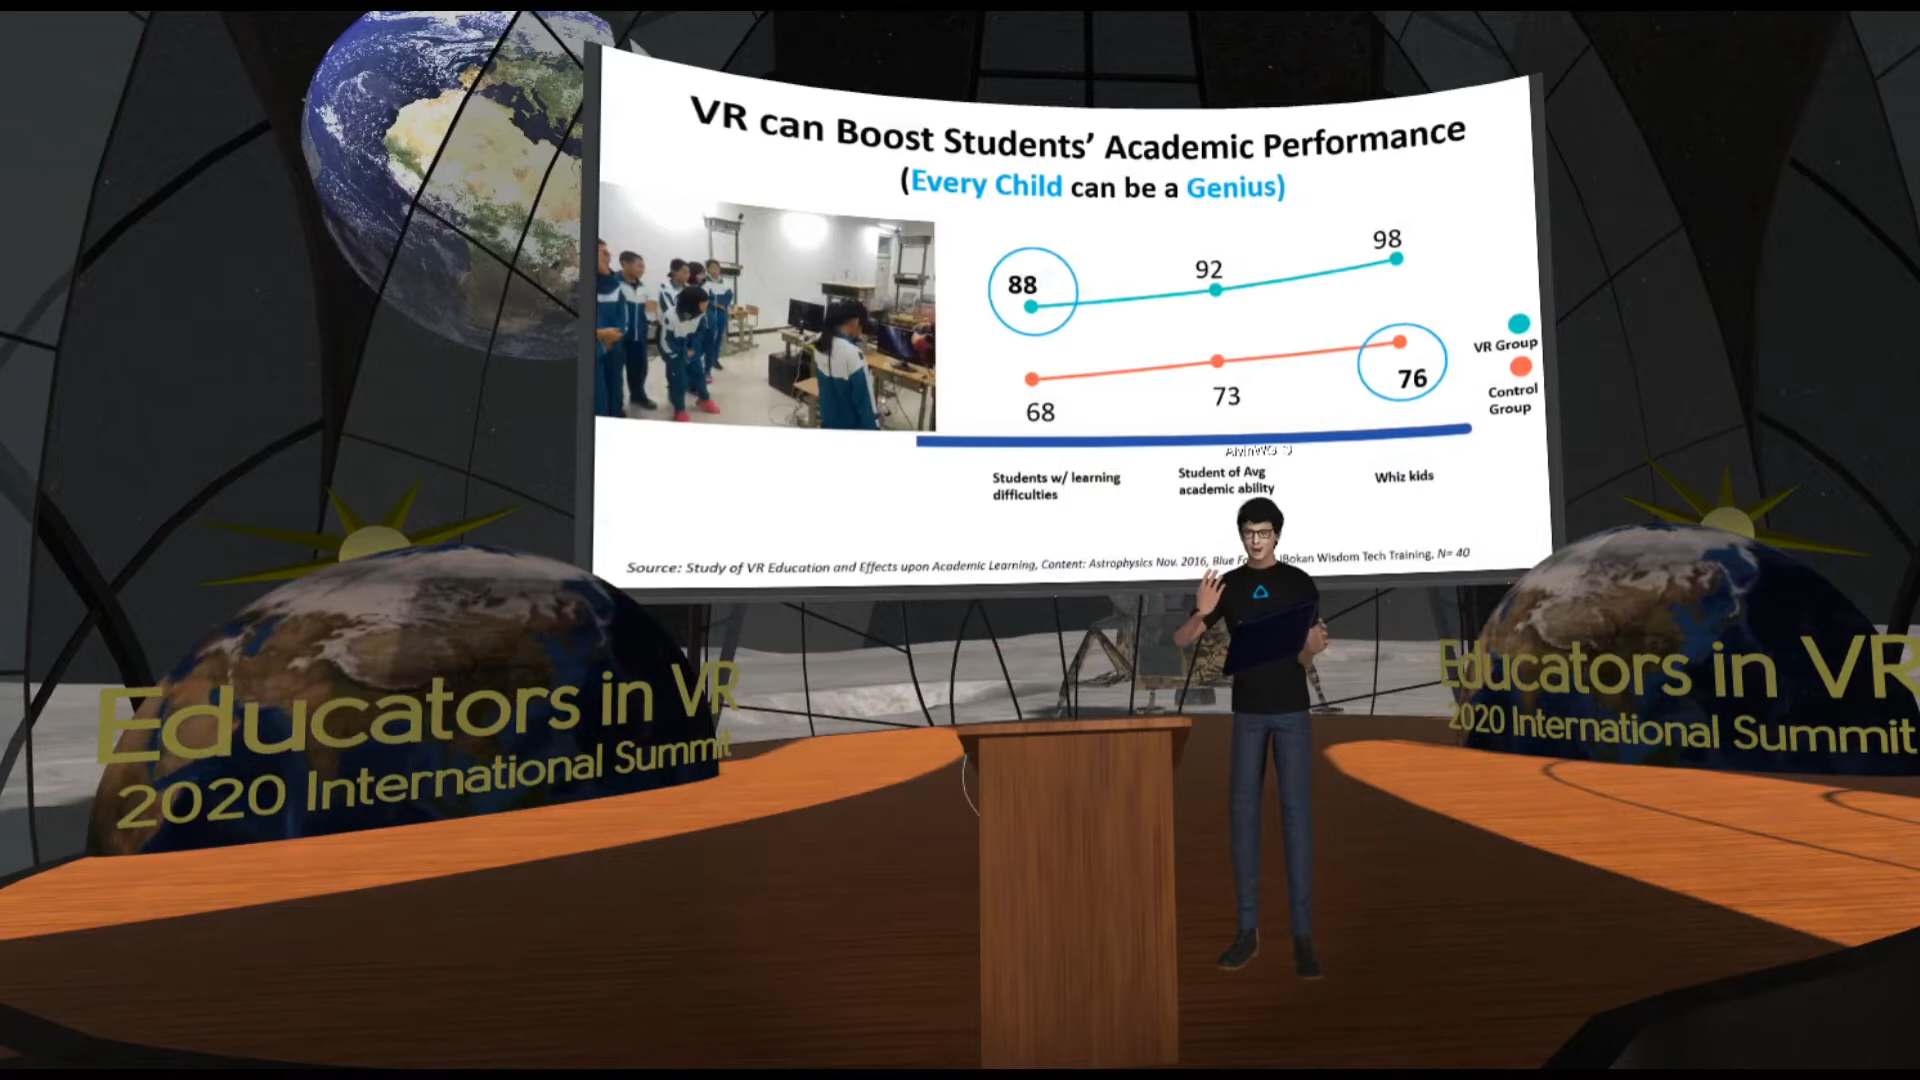 VR can Boost Students' Academic Performance
(Every Child can be a Genius)
98
92
88
VR Group
76
73
68
Control
Group
Students w/ learning
difficulties
Student of Avg
academic ability
Whiz kids
Source: Study of VR Education and Effects upon Academic Learning, Content: Astrophysics Nov. 2016, Blue Bokan Wisdom Tech Training, N= 40
Educators in VR
2020 International Summit
Educators in VR
2020 International Summit